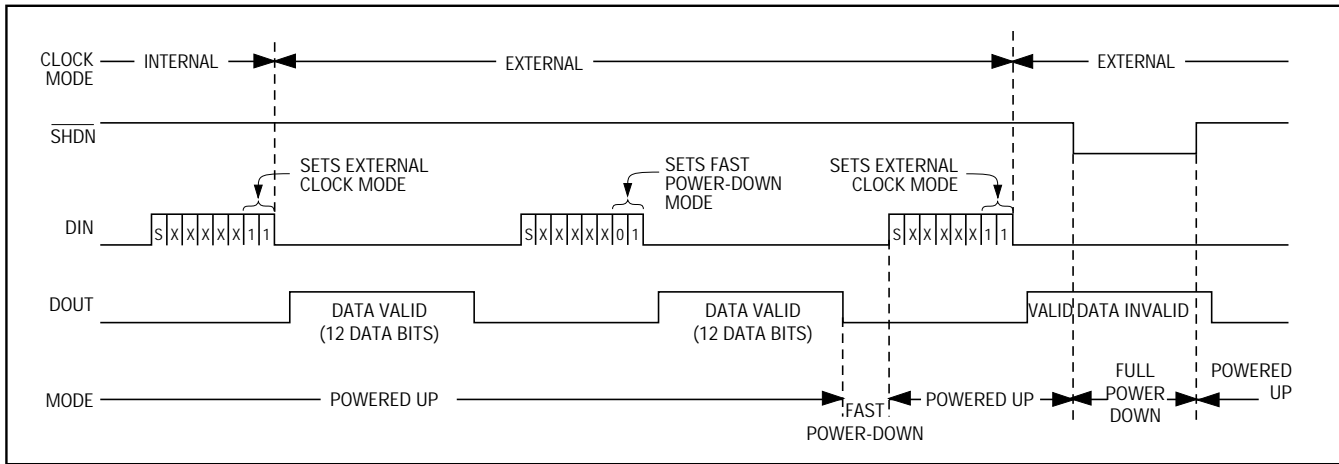 CLOCK
MODE
INTERNAL
EXTERNAL
EXTERNAL
SHDN
SETS EXTERNAL
CLOCK MODE
SETS FAST
POWER-DOWN
MODE
SETS EXTERNAL
CLOCK MODE
DIN
S X X X X X 1 1
S X X X X X 0 1
S X X X X X 1 1
DOUT
DATA VALID
(12 DATA BITS)
DATA VALID
(12 DATA BITS)
VALID
DATA INVALID
MODE
POWERED UP
FAST
POWER-DOWN
POWERED UP
FULL
POWER
DOWN
POWERED
UP